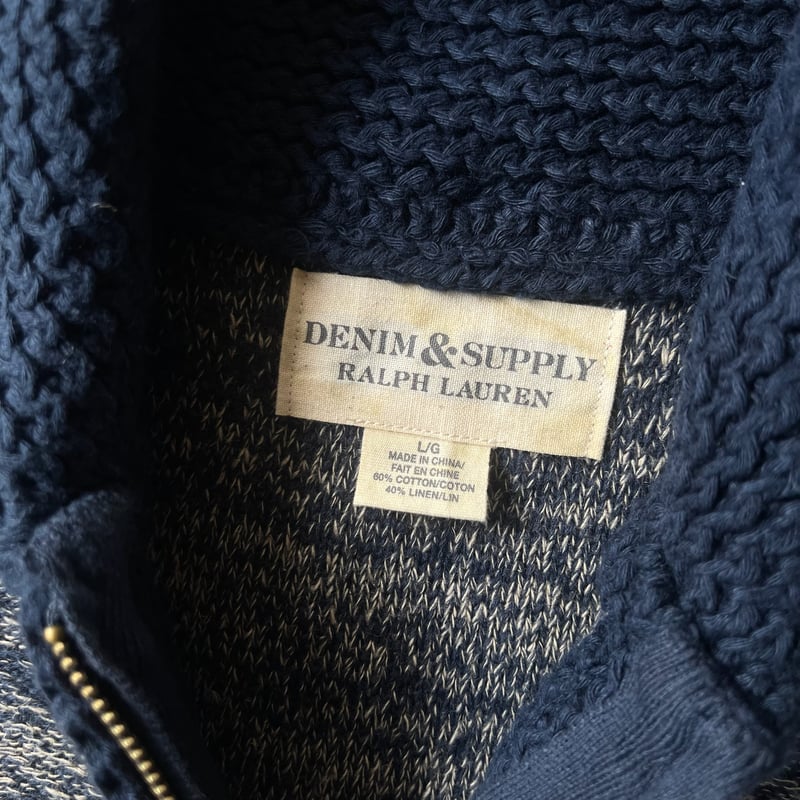 DENIM & SUPPLY
RALPH LAUREN
L/G
MADE IN CHINA/
FAIT EN CHINE
60% COTTON/COTON
40% LINEN/LIN